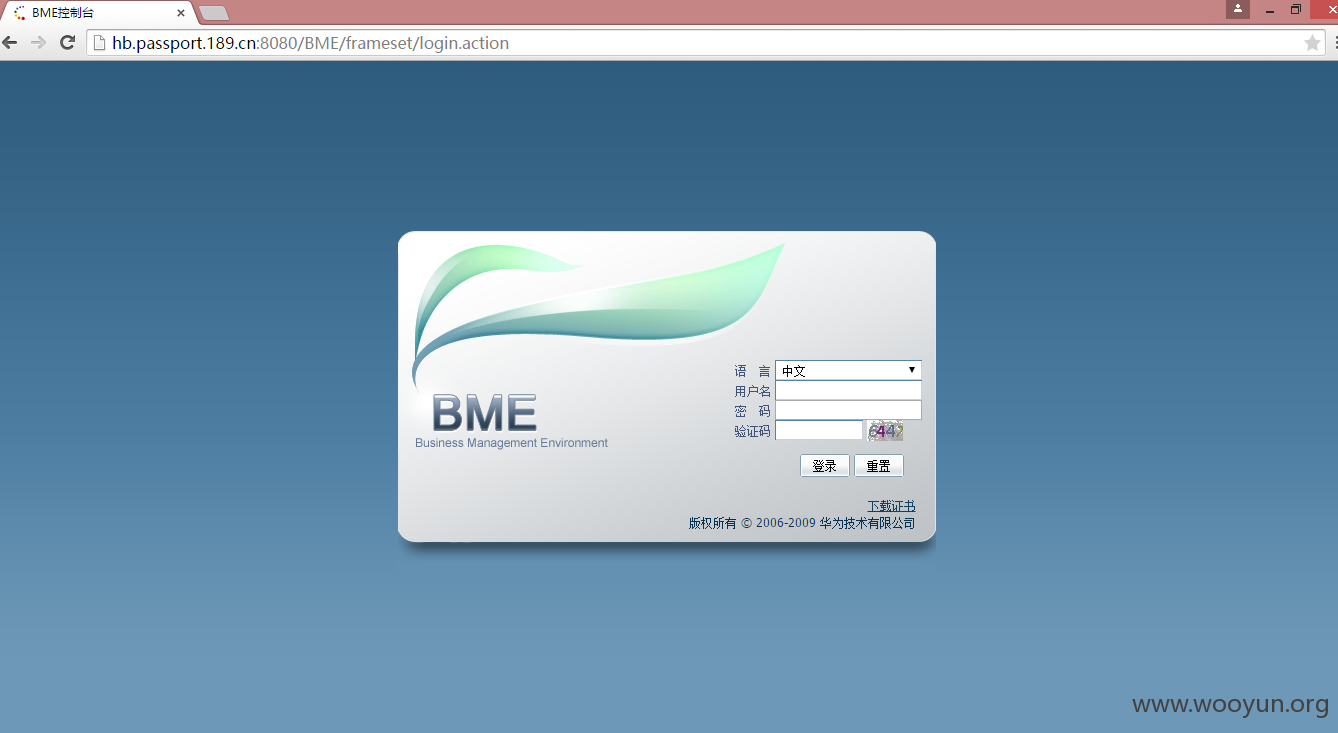 BME控制台
hb.passport.189.cn:8080/BME/frameset/login.action
语 言 中文
用户名
密 码
验证码
BME
Business Management Environment
登录 重置
下载证书
版权所有 © 2006-2009 华为技术有限公司
www.wooyun.org